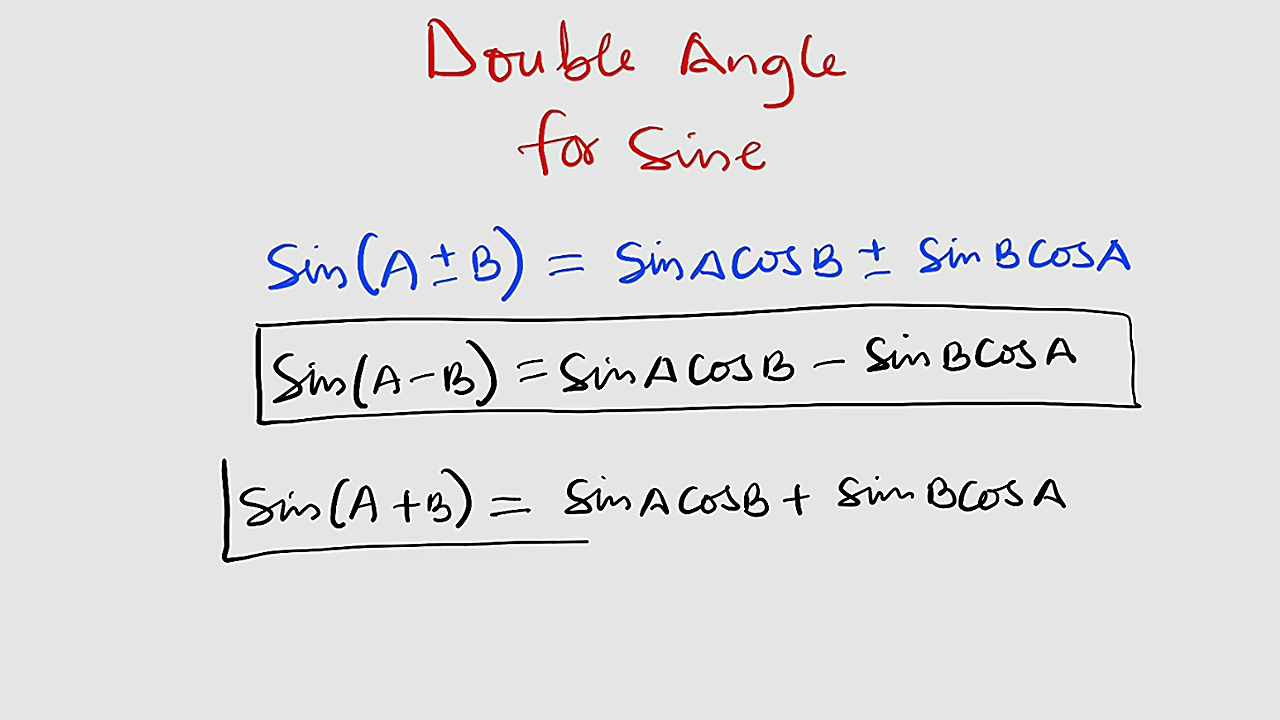 Double Angle
for Sine
Sin(A ± B) = SinACosB ± SinBCosA
Sin(A - B) = SinACosB - SinBCosA
Sin(A + B) = SinACosB + SinBCosA